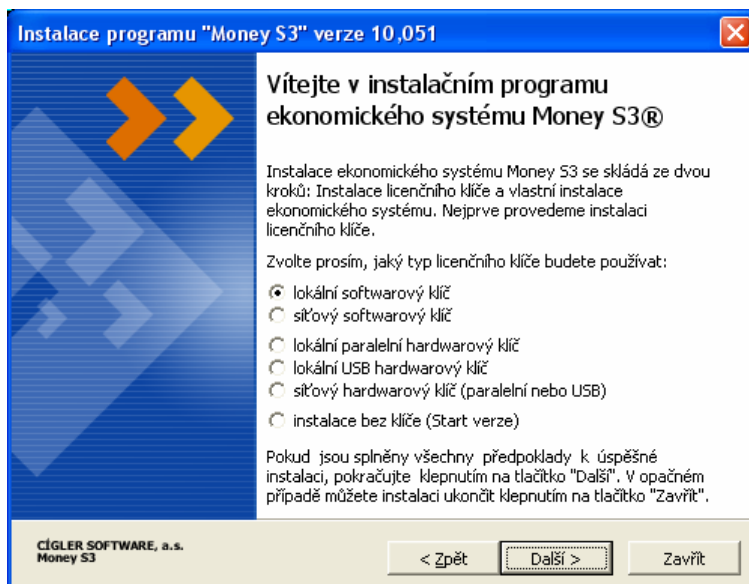 Instalace programu "Money S3" verze 10,051
Vítejte v instalačním programu
ekonomického systému Money S3®
Instalace ekonomického systému Money S3 se skládá ze dvou
kroků: Instalace licenčního klíče a vlastní instalace
ekonomického systému. Nejprve provedeme instalaci
licenčního klíče.
Zvolte prosím, jaký typ licenčního klíče budete používat:
lokální softwarový klíč
síťový softwarový klíč
lokální paralelní hardwarový klíč
lokální USB hardwarový klíč
síťový hardwarový klíč (paralelní nebo USB)
instalace bez klíče (Start verze)
Pokud jsou splněny všechny předpoklady k úspěšné
instalaci, pokračujte klepnutím na tlačítko "Další". V opačném
případě můžete instalaci ukončit klepnutím na tlačítko "Zavřít".
CÍGLER SOFTWARE, a.s.
Money S3
< Zpět
Další >
Zavřít